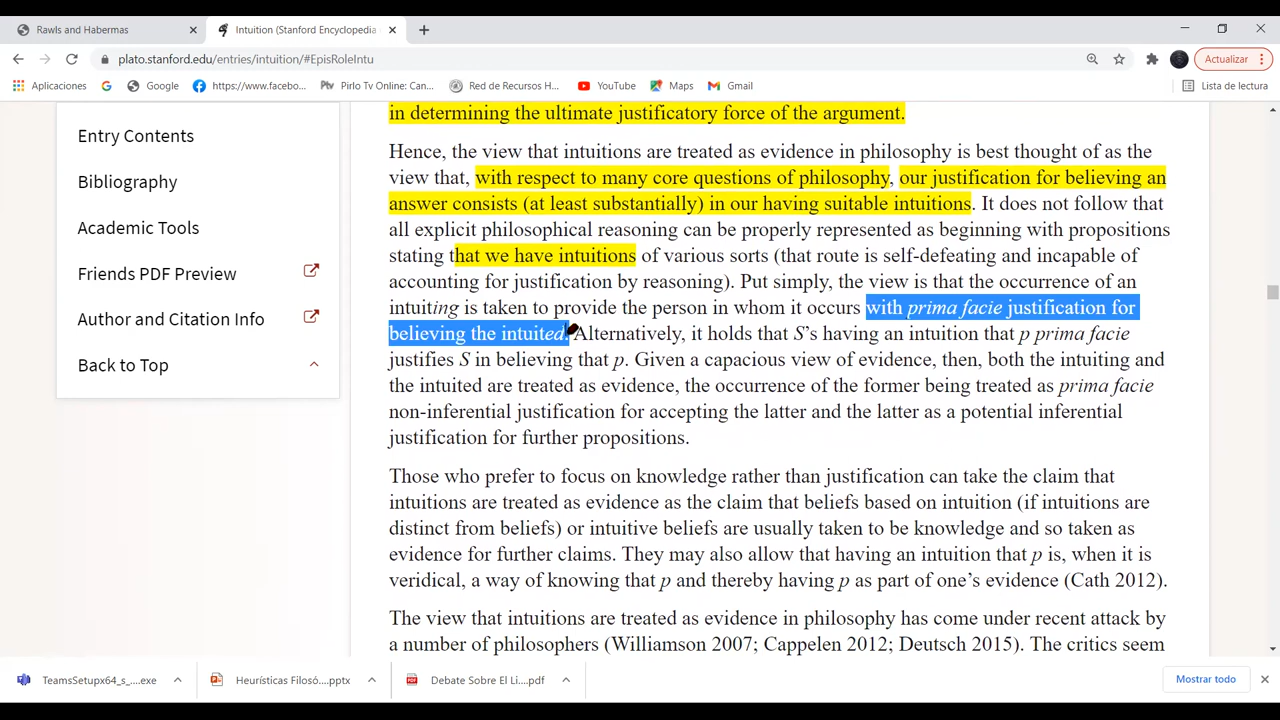 Rawls and Habermas
Intuition (Stanford Encyclopedia
plato.stanford.edu/entries/intuition/#EpisRoleIntu
Actualizar
Aplicaciones
Google
https://www.facebo...
Pirlo Tv Online: Can...
Red de Recursos H...
YouTube
Maps
Gmail
Lista de lectura
Entry Contents
Bibliography
Academic Tools
Friends PDF Preview
Author and Citation Info
Back to Top
in determining the ultimate justificatory force of the argument.
Hence, the view that intuitions are treated as evidence in philosophy is best thought of as the
view that, with respect to many core questions of philosophy, our justification for believing an
answer consists (at least substantially) in our having suitable intuitions. It does not follow that
all explicit philosophical reasoning can be properly represented as beginning with propositions
stating that we have intuitions of various sorts (that route is self-defeating and incapable of
accounting for justification by reasoning). Put simply, the view is that the occurrence of an
intuiting is taken to provide the person in whom it occurs with prima facie justification for
believing the intuited. Alternatively, it holds that S’s having an intuition that p prima facie
justifies S in believing that p. Given a capacious view of evidence, then, both the intuiting and
the intuited are treated as evidence, the occurrence of the former being treated as prima facie
non-inferential justification for accepting the latter and the latter as a potential inferential
justification for further propositions.
Those who prefer to focus on knowledge rather than justification can take the claim that
intuitions are treated as evidence as the claim that beliefs based on intuition (if intuitions are
distinct from beliefs) or intuitive beliefs are usually taken to be knowledge and so taken as
evidence for further claims. They may also allow that having an intuition that p is, when it is
veridical, a way of knowing that p and thereby having p as part of one’s evidence (Cath 2012).
The view that intuitions are treated as evidence in philosophy has come under recent attack by
a number of philosophers (Williamson 2007; Cappelen 2012; Deutsch 2015). The critics seem
TeamsSetupx64_s_....exe
Heurísticas Filosó....pptx
Debate Sobre El Li....pdf
Mostrar todo